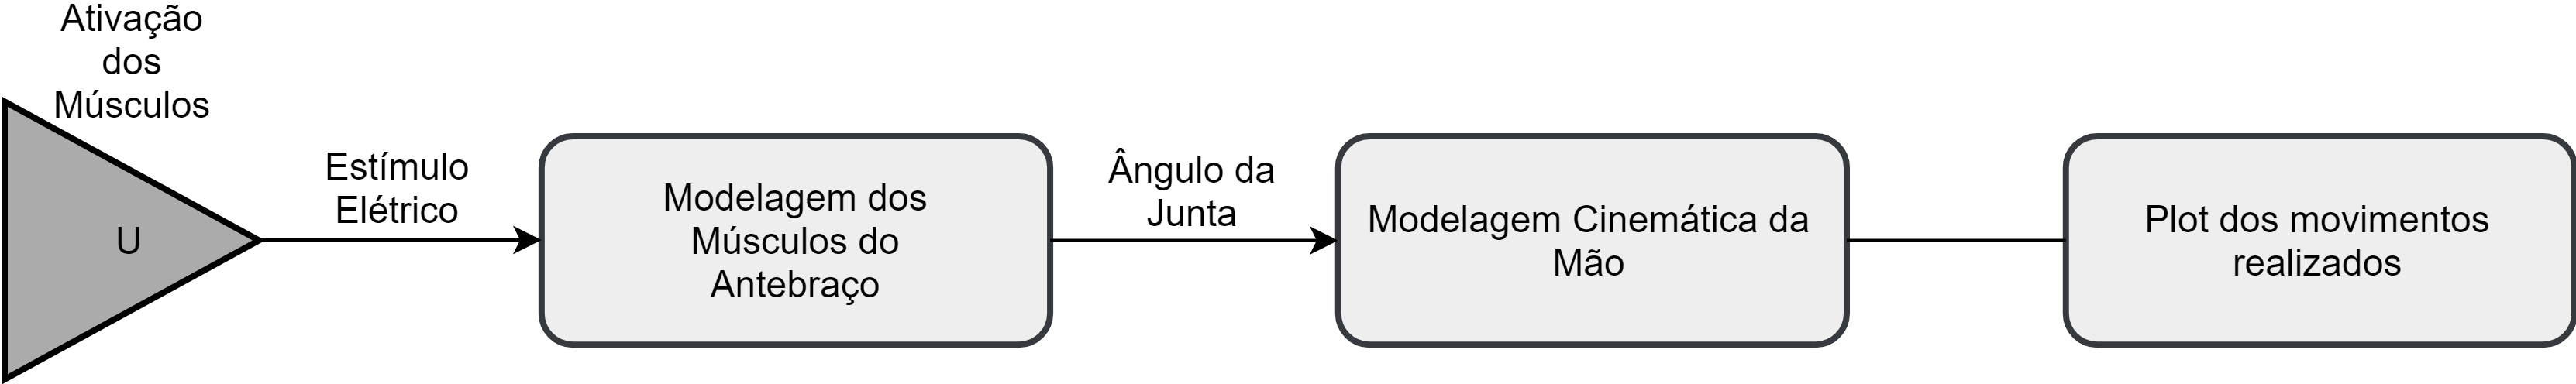 Ativação
dos
Músculos
U
Estímulo
Elétrico
Modelagem dos
Músculos do
Antebraço
Ângulo da
Junta
Modelagem Cinemática da
Mão
Plot dos movimentos
realizados